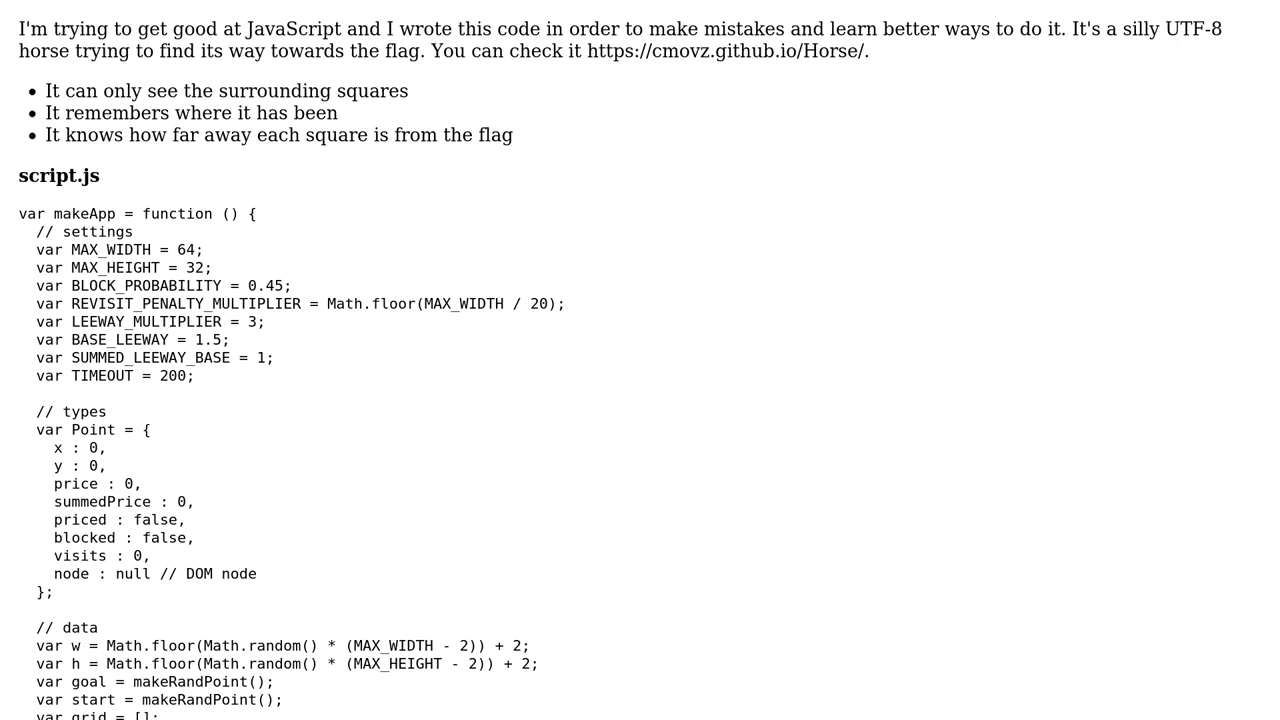 I'm trying to get good at JavaScript and I wrote this code in order to make mistakes and learn better ways to do it. It's a silly UTF-8
horse trying to find its way towards the flag. You can check it https://cmovz.github.io/Horse/.
• It can only see the surrounding squares
• It remembers where it has been
• It knows how far away each square is from the flag
script.js
var makeApp = function () {
  // settings
  var MAX_WIDTH = 64;
  var MAX_HEIGHT = 32;
  var BLOCK_PROBABILITY = 0.45;
  var REVISIT_PENALTY_MULTIPLIER = Math.floor(MAX_WIDTH / 20);
  var LEEWAY_MULTIPLIER = 3;
  var BASE_LEEWAY = 1.5;
  var SUMMED_LEEWAY_BASE = 1;
  var TIMEOUT = 200;
  // types
  var Point = {
    x : 0,
    y : 0,
    price : 0,
    summedPrice : 0,
    priced : false,
    blocked : false,
    visits : 0,
    node : null // DOM node
  };
  // data
  var w = Math.floor(Math.random() * (MAX_WIDTH - 2)) + 2;
  var h = Math.floor(Math.random() * (MAX_HEIGHT - 2)) + 2;
  var goal = makeRandPoint();
  var start = makeRandPoint();
  var grid = [];